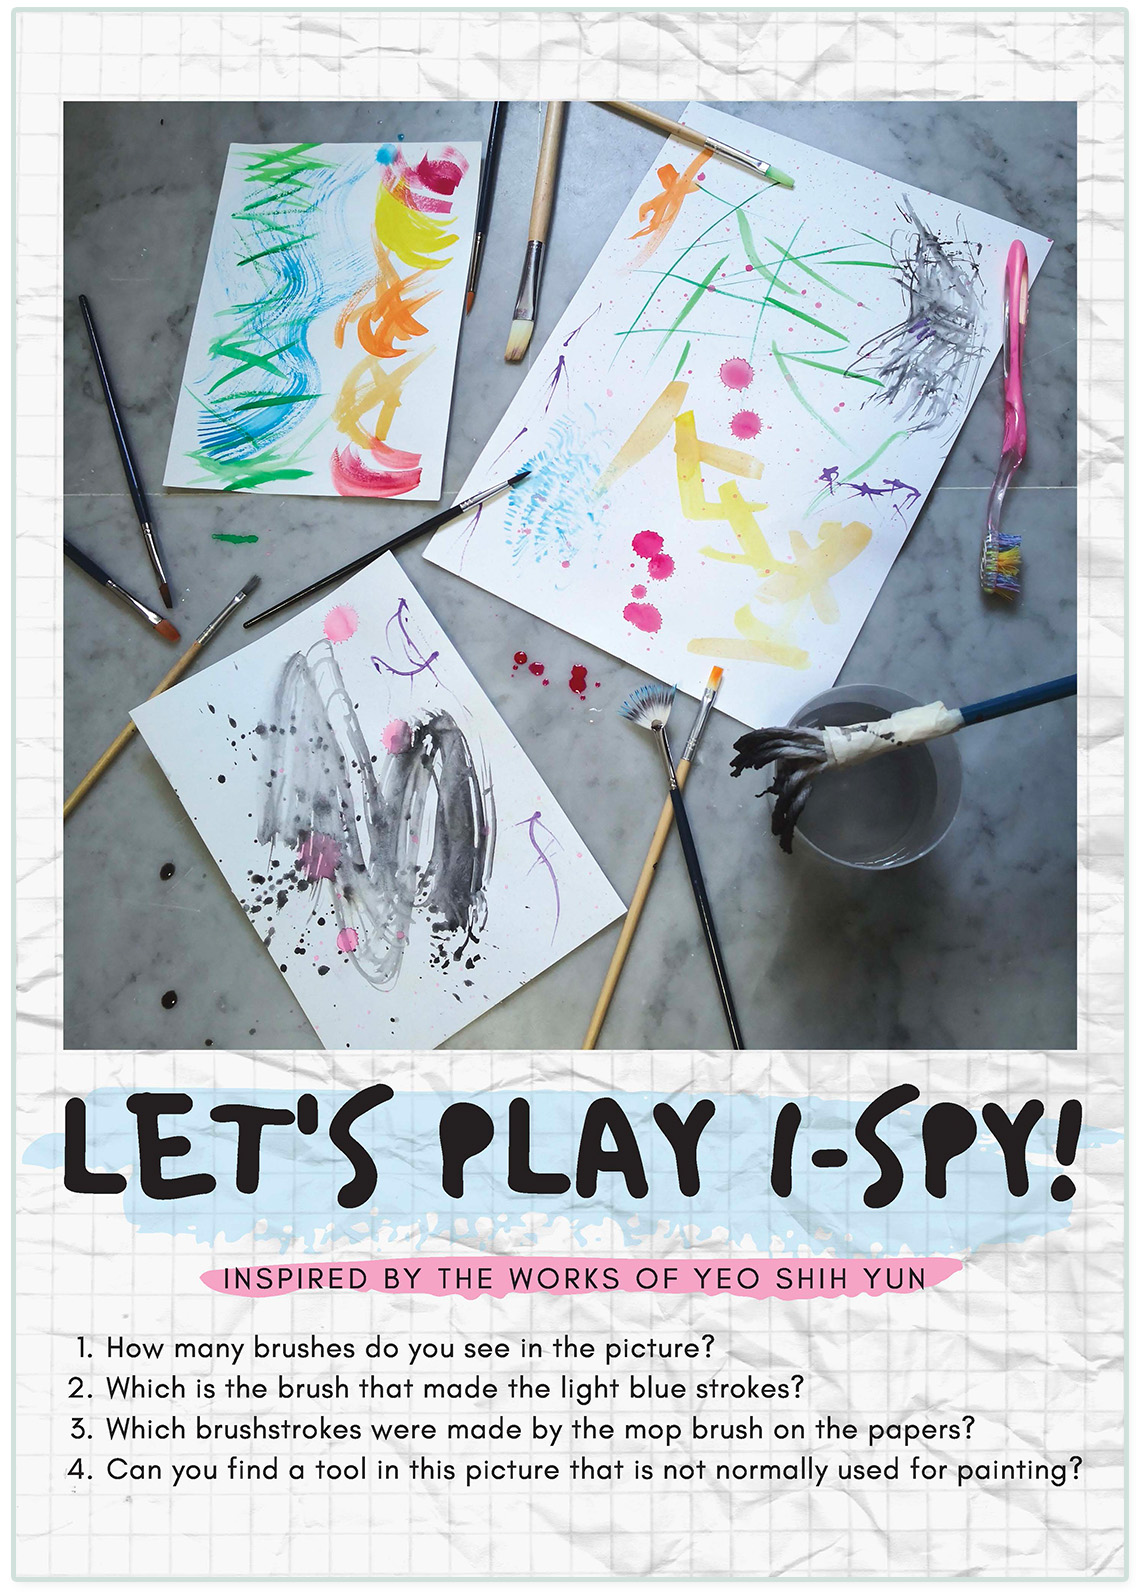 LET'S PLAY I-SPY!
INSPIRED BY THE WORKS OF YEO SHIH YUN
1. How many brushes do you see in the picture?
2. Which is the brush that made the light blue strokes?
3. Which brushstrokes were made by the mop brush on the papers?
4. Can you find a tool in this picture that is not normally used for painting?